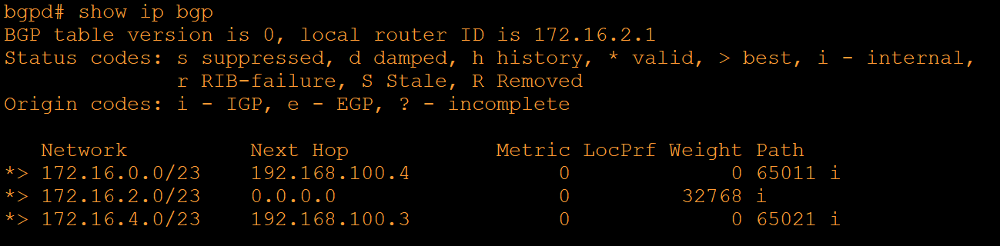 bgpd# show ip bgp
BGP table version is 0, local router ID is 172.16.2.1
Status codes: s suppressed, d damped, h history, * valid, > best, i - internal,
              r RIB-failure, S Stale, R Removed
Origin codes: i - IGP, e - EGP, ? - incomplete

   Network          Next Hop            Metric LocPrf Weight Path
*> 172.16.0.0/23    192.168.100.4            0             0 65011 i
*> 172.16.2.0/23    0.0.0.0                  0         32768 i
*> 172.16.4.0/23    192.168.100.3            0             0 65021 i